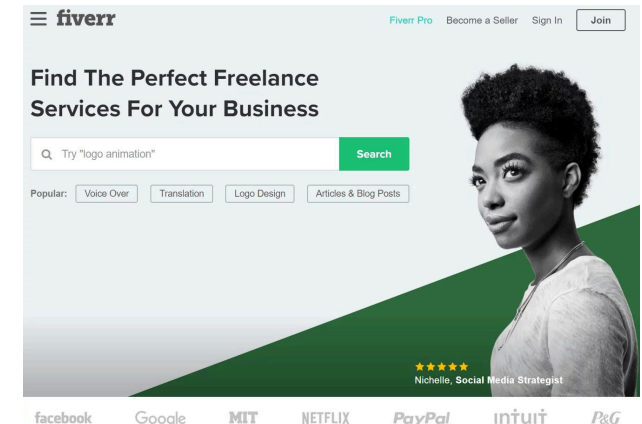 fiverr
Fiverr Pro Become a Seller Sign In Join
Find The Perfect Freelance
Services For Your Business
Try "logo animation" Search
Popular: Voice Over Translation Logo Design Articles & Blog Posts
Nichelle, Social Media Strategist
facebook Google MIT NETFLIX PayPal intuit P&G